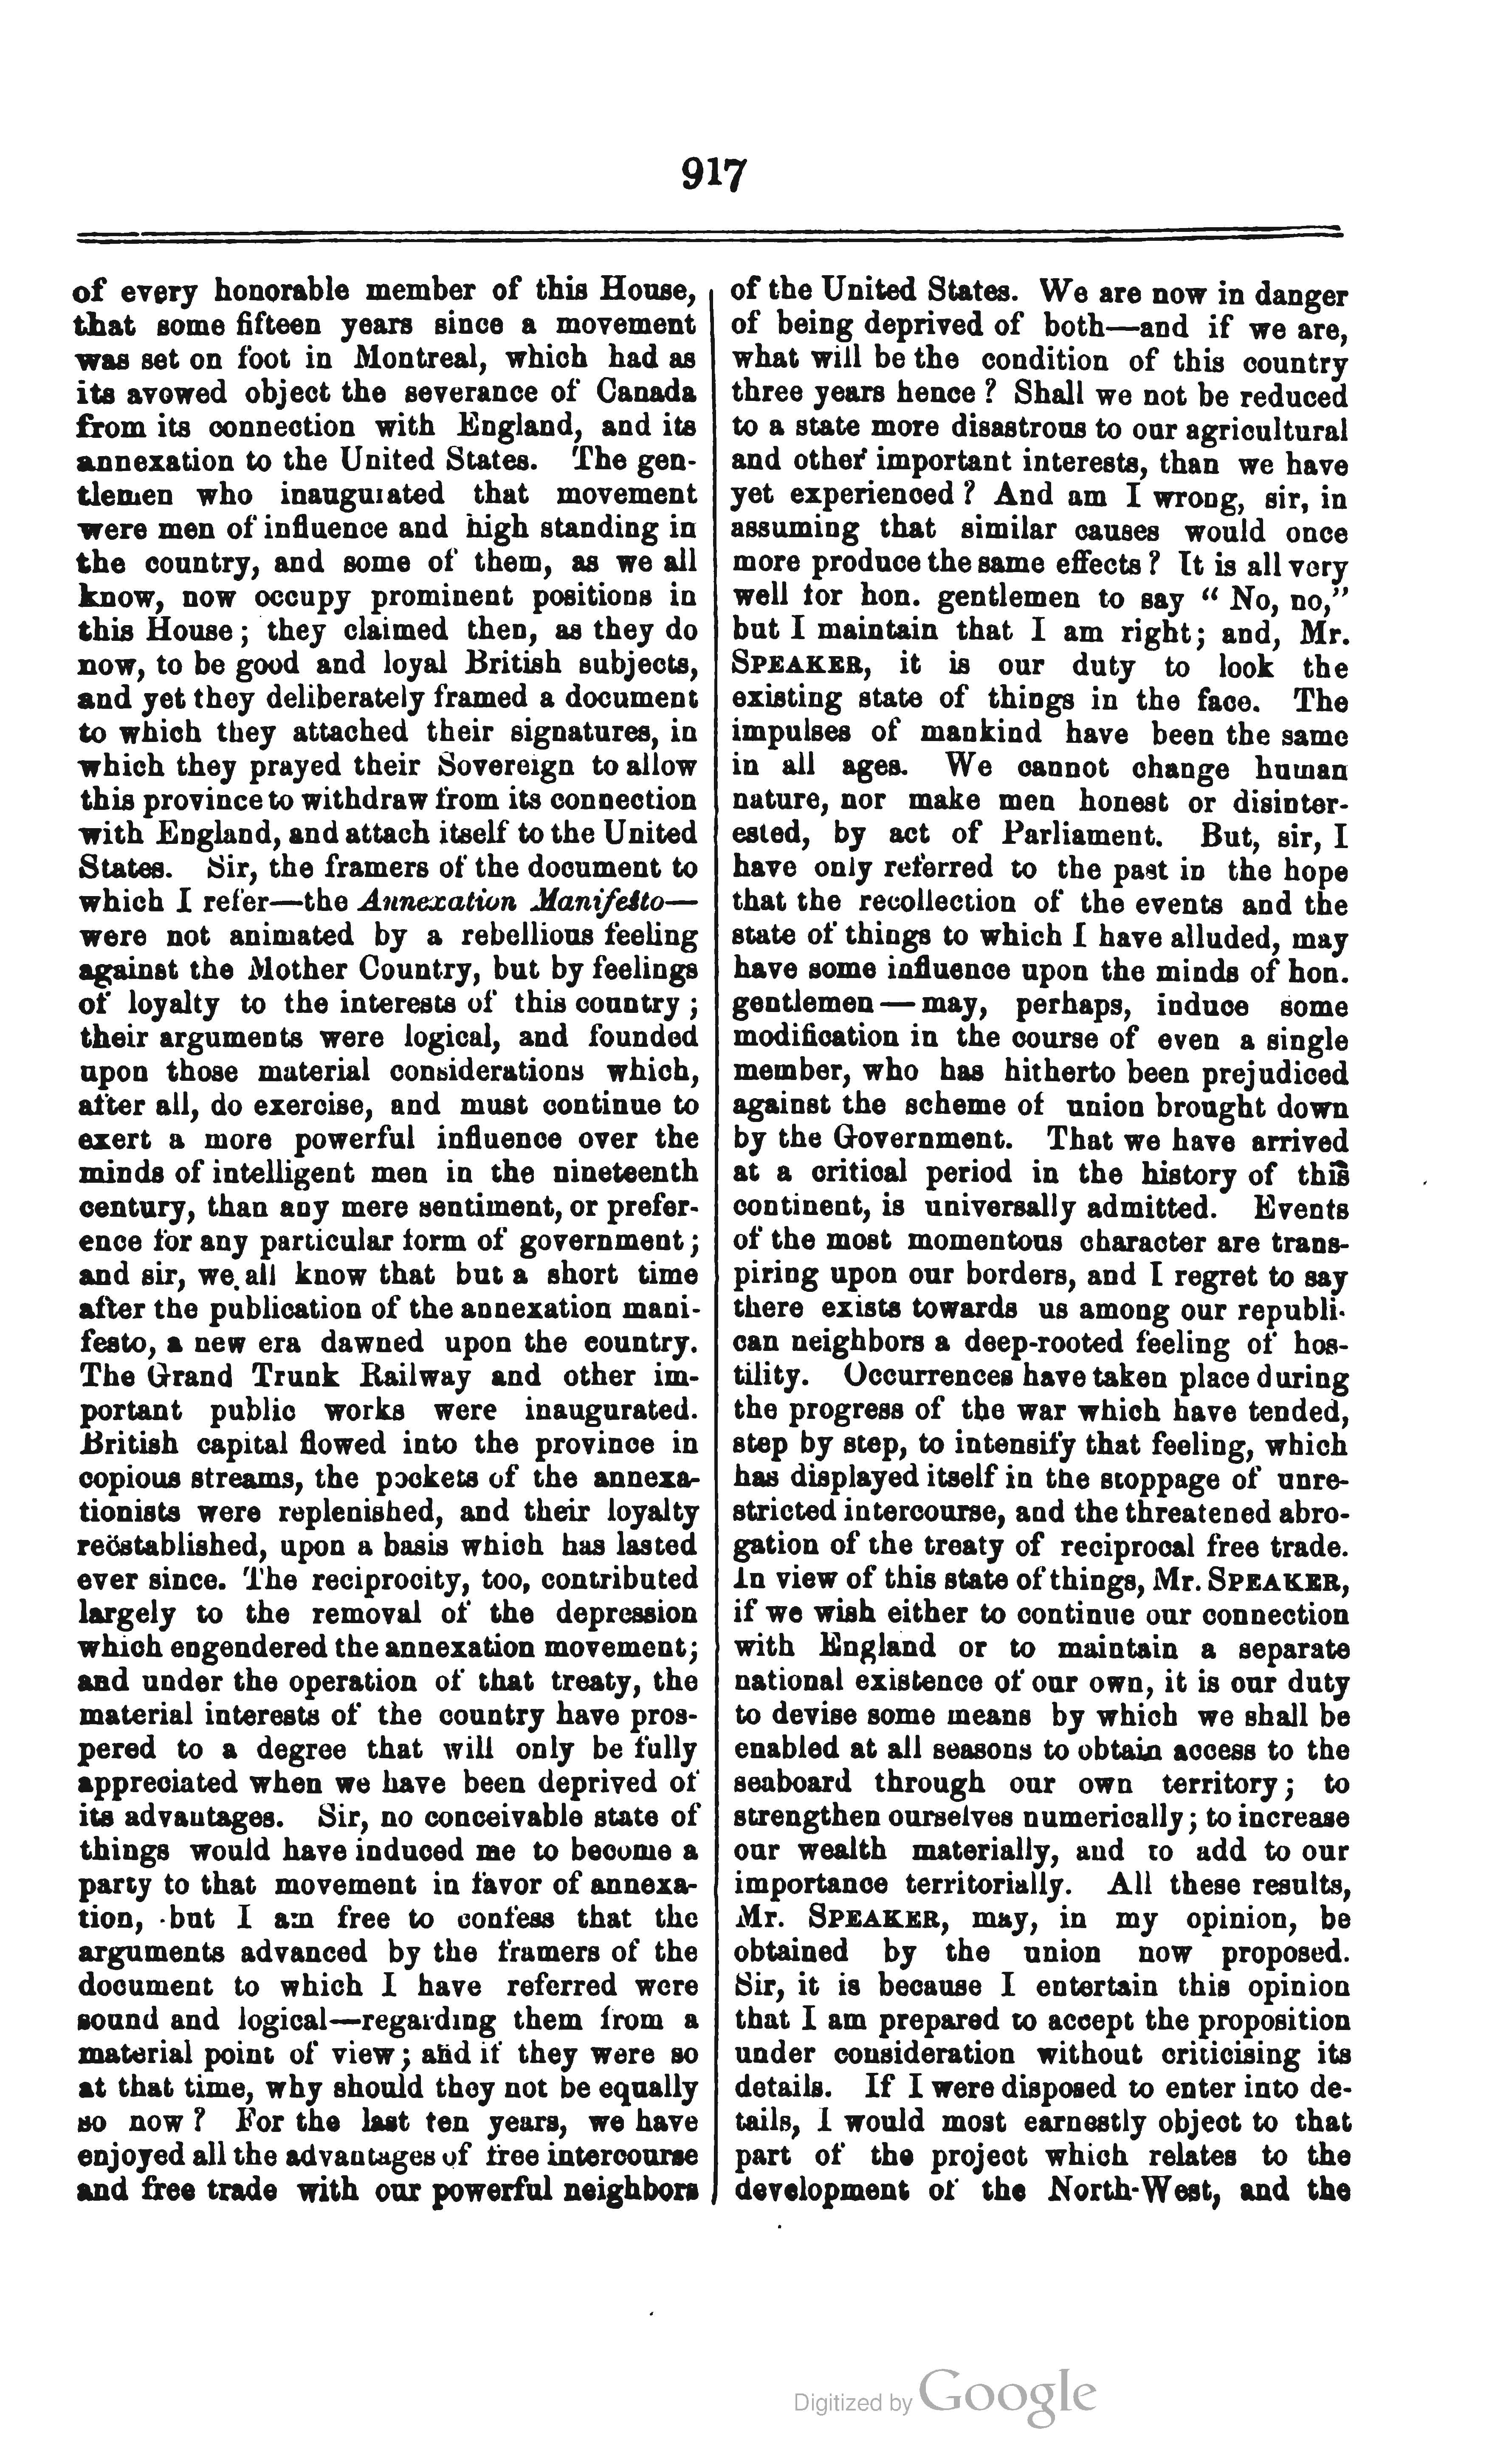 917
of every honorable member of this House,
that some fifteen years since a movement
was set on foot in Montreal, which had as
its avowed object the severance of Canada
from its connection with England, and its
annexation to the United States. The gen-
tlemen who inaugurated that movement
were men of influence and high standing in
the country, and some of them, as we all
know, now occupy prominent positions in
this House; they claimed then, as they do
now, to be good and loyal British subjects,
and yet they deliberately framed a document
to which they attached their signatures, in
which they prayed their Sovereign to allow
this province to withdraw from its connection
with England, and attach itself to the United
States. Sir, the framers of the document to
which I refer—the Annexation Manifesto—
were not animated by a rebellious feeling
against the Mother Country, but by feelings
of loyalty to the interests of this country;
their arguments were logical, and founded
upon those material considerations which,
after all, do exercise, and must continue to
exert a more powerful influence over the
minds of intelligent men in the nineteenth
century, than any mere sentiment, or prefer-
ence for any particular form of government;
and sir, we all know that but a short time
after the publication of the annexation mani-
festo, a new era dawned upon the country.
The Grand Trunk Railway and other im-
portant public works were inaugurated.
British capital flowed into the province in
copious streams, the pockets of the annexa-
tionists were replenished, and their loyalty
reëstablished, upon a basis which has lasted
ever since. The reciprocity, too, contributed
largely to the removal of the depression
which engendered the annexation movement;
and under the operation of that treaty, the
material interests of the country have pros-
pered to a degree that will only be fully
appreciated when we have been deprived of
its advantages. Sir, no conceivable state of
things would have induced me to become a
party to that movement in favor of annexa-
tion, but I am free to confess that the
arguments advanced by the framers of the
document to which I have referred were
sound and logical—regarding them from a
material point of view; and if they were so
at that time, why should they not be equally
so now? For the last ten years, we have
enjoyed all the advantages of free intercourse
and free trade with our powerful neighbors
of the United States. We are now in danger
of being deprived of both—and if we are,
what will be the condition of this country
three years hence? Shall we not be reduced
to a state more disastrous to our agricultural
and other important interests, than we have
yet experienced? And am I wrong, sir, in
assuming that similar causes would once
more produce the same effects? It is all very
well for hon. gentlemen to say "No, no,"
but I maintain that I am right; and, Mr.
SPEAKER, it is our duty to look the
existing state of things in the face. The
impulses of mankind have been the same
in all ages. We cannot change human
nature, nor make men honest or disinter-
ested, by act of Parliament. But, sir, I
have only referred to the past in the hope
that the recollection of the events and the
state of things to which I have alluded, may
have some influence upon the minds of hon.
gentlemen—may, perhaps, induce some
modification in the course of even a single
member, who has hitherto been prejudiced
against the scheme of union brought down
by the Government. That we have arrived
at a critical period in the history of this
continent, is universally admitted. Events
of the most momentous character are trans-
piring upon our borders, and I regret to say
there exists towards us among our republi-
can neighbors a deep-rooted feeling of hos-
tility. Occurrences have taken place during
the progress of the war which have tended,
step by step, to intensify that feeling, which
has displayed itself in the stoppage of unre-
stricted intercourse, and the threatened abro-
gation of the treaty of reciprocal free trade.
In view of this state of things, Mr. SPEAKER,
if we wish either to continue our connection
with England or to maintain a separate
national existence of our own, it is our duty
to devise some means by which we shall be
enabled at all seasons to obtain access to the
seaboard through our own territory; to
strengthen ourselves numerically; to increase
our wealth materially, and to add to our
importance territorially. All these results,
Mr. SPEAKER, may, in my opinion, be
obtained by the union now proposed.
Sir, it is because I entertain this opinion
that I am prepared to accept the proposition
under consideration without criticising its
details. If I were disposed to enter into de-
tails, I would most earnestly object to that
part of the project which relates to the
development of the North-West, and the
Digitized by Google